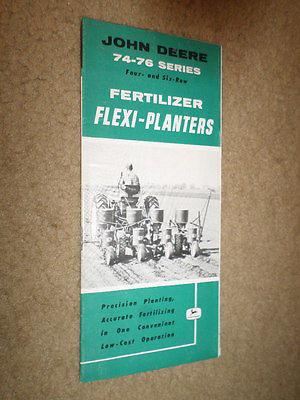 JOHN DEERE
74-76 SERIES
Four- and Six-Row
FERTILIZER
FLEXI-PLANTERS
Precision Planting,
Accurate Fertilizing
in One Convenient
Low-Cost Operation